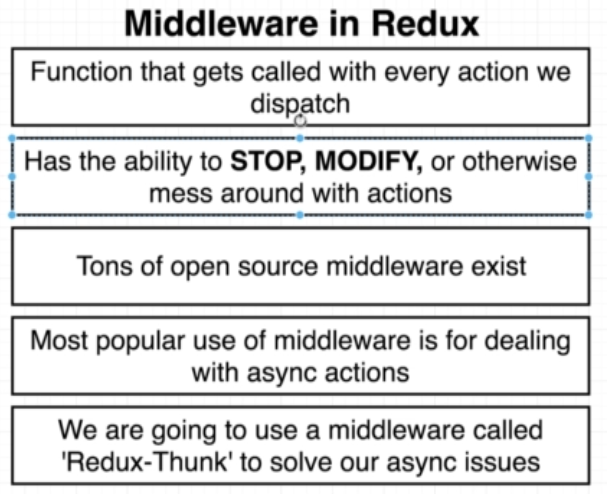 Middleware in Redux
Function that gets called with every action we
dispatch
Has the ability to STOP, MODIFY, or otherwise
mess around with actions
Tons of open source middleware exist
Most popular use of middleware is for dealing
with async actions
We are going to use a middleware called
'Redux-Thunk' to solve our async issues